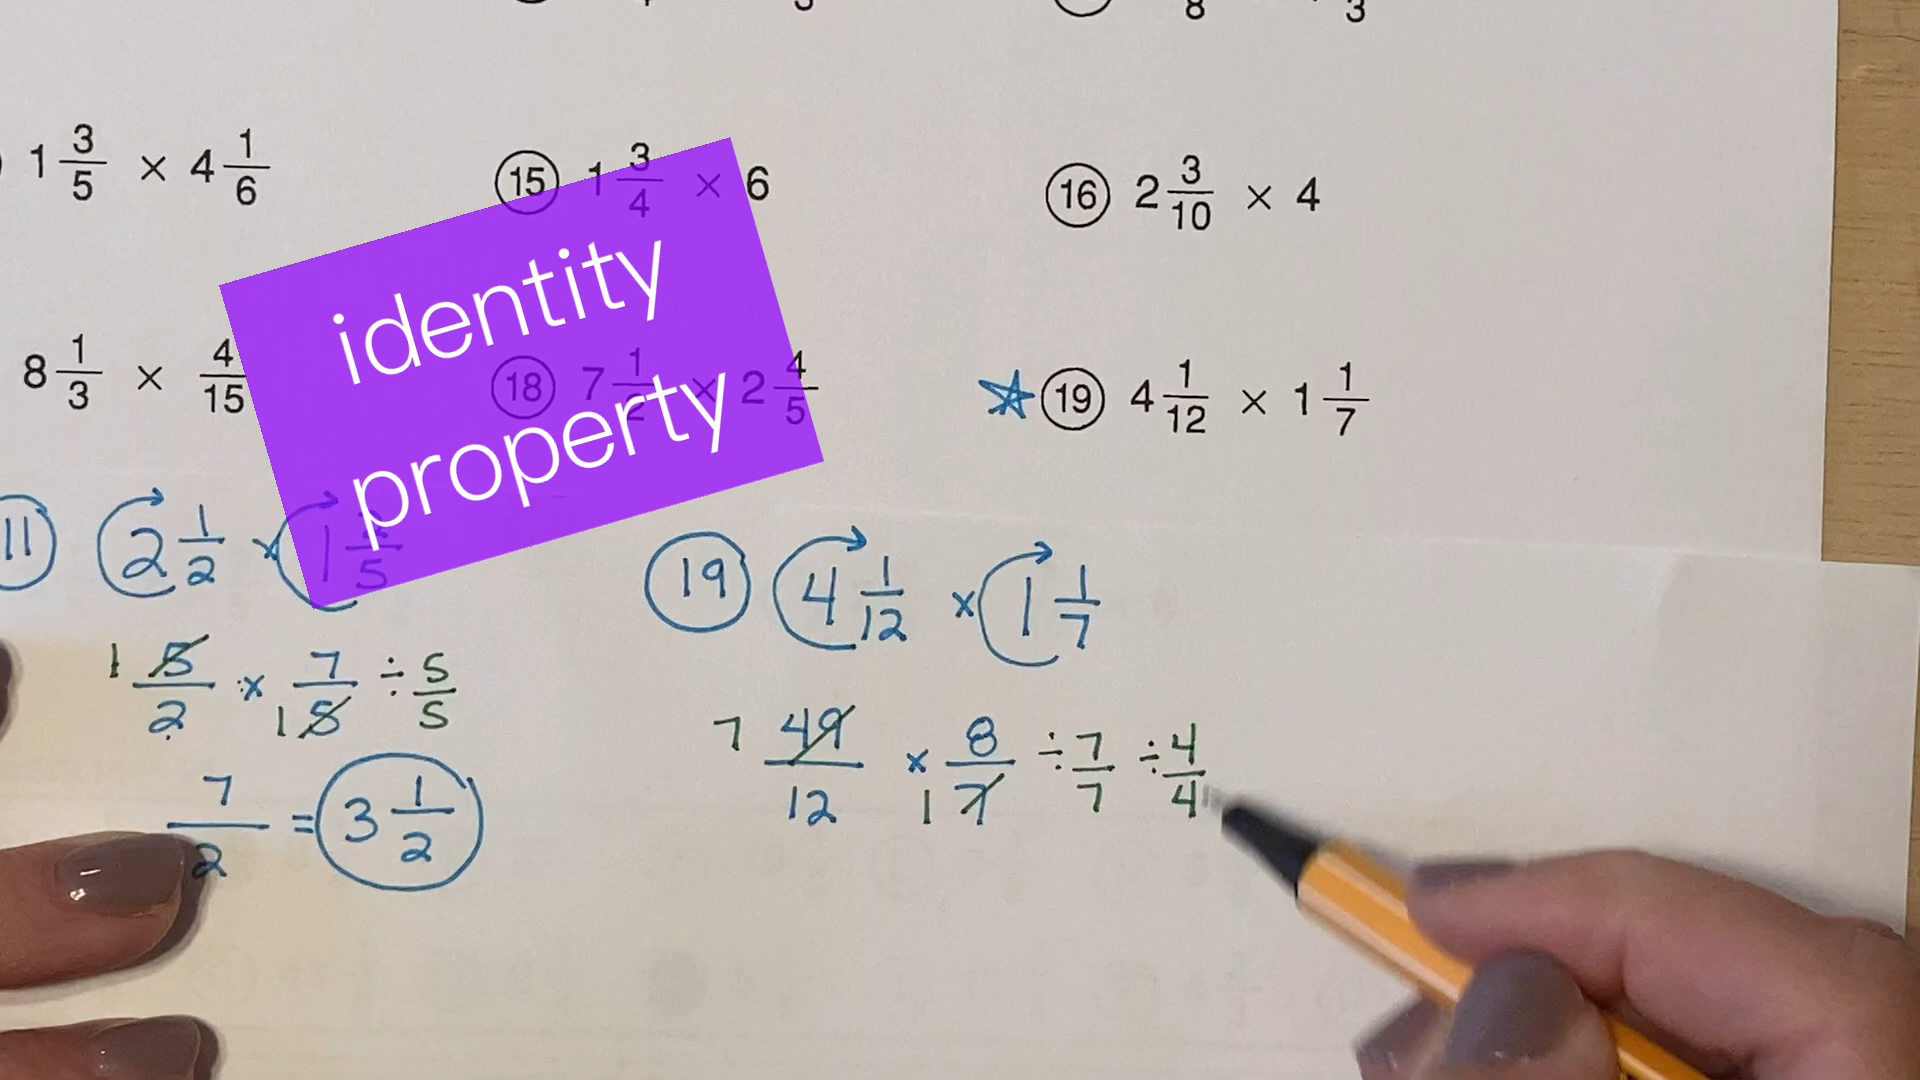 1 3/5 × 4 1/6
15 1 3/4 × 6
16 2 3/10 × 4
identity
property
8 1/3 × 4/15
18 7 1/2 × 2 4/5
19 4 1/12 × 1 1/7
11 2 1/2 × 1 /5
19 4 1/12 × 1 1/7
1 5/2 × 7/5 1 ÷ 5/5
7 49/12 × 8/7 1 ÷ 7/7 ÷ 4/4
7/2 = 3 1/2